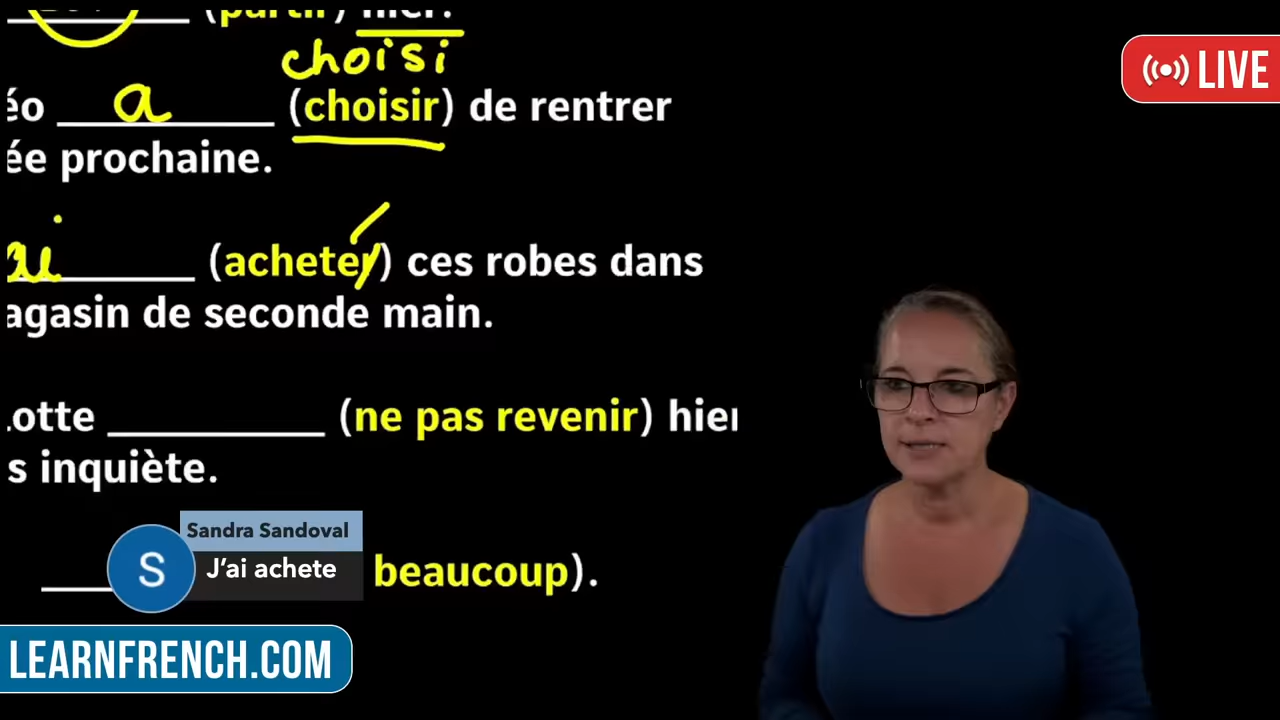 (partir) hier.
choisi
éo a (choisir) de rentrer
ée prochaine.
ai (acheter) ces robes dans
agasin de seconde main.
otte (ne pas revenir) hier
s inquiète.
Sandra Sandoval
S J'ai achete
beaucoup).
LIVE
LEARNFRENCH.COM